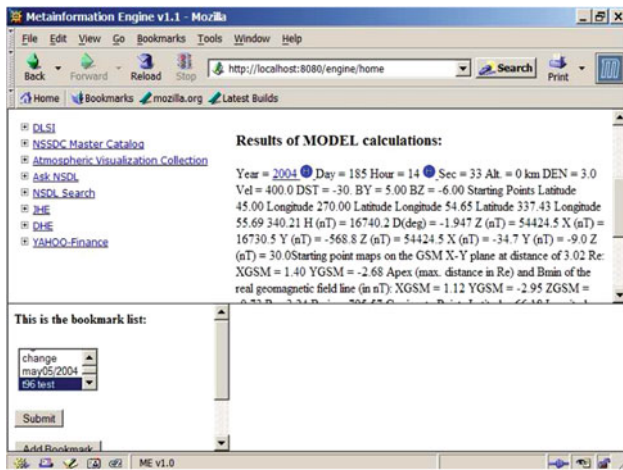 Metainformation Engine v1.1 - Mozilla
File Edit View Go Bookmarks Tools Window Help
Back Forward Reload Stop http://localhost:8080/engine/home Search Print
Home Bookmarks mozilla.org Latest Builds
DLSI
NSSDC Master Catalog
Atmospheric Visualization Collection
Ask NSDL
NSDL Search
JHE
DHE
YAHOO-Finance
Results of MODEL calculations:
Year = 2004 Day = 185 Hour = 14 Sec = 33 Alt. = 0 km DEN = 3.0
Vel = 400.0 DST = -30. BY = 5.00 BZ = -6.00 Starting Points Latitude
45.00 Longitude 270.00 Latitude Longitude 54.65 Latitude 337.43 Longitude
55.69 340.21 H (nT) = 16740.2 D(deg) = -1.947 Z (nT) = 54424.5 X (nT) =
16730.5 Y (nT) = -568.8 Z (nT) = 54424.5 X (nT) = -34.7 Y (nT) = -9.0 Z
(nT) = 30.0Starting point maps on the GSM X-Y plane at distance of 3.02 Re:
XGSM = 1.40 YGSM = -2.68 Apex (max. distance in Re) and Bmin of the
real geomagnetic field line (in nT): XGSM = 1.12 YGSM = -2.95 ZGSM =
This is the bookmark list:
change
may05/2004
t96 test
Submit
Add Bookmark
ME v1.0